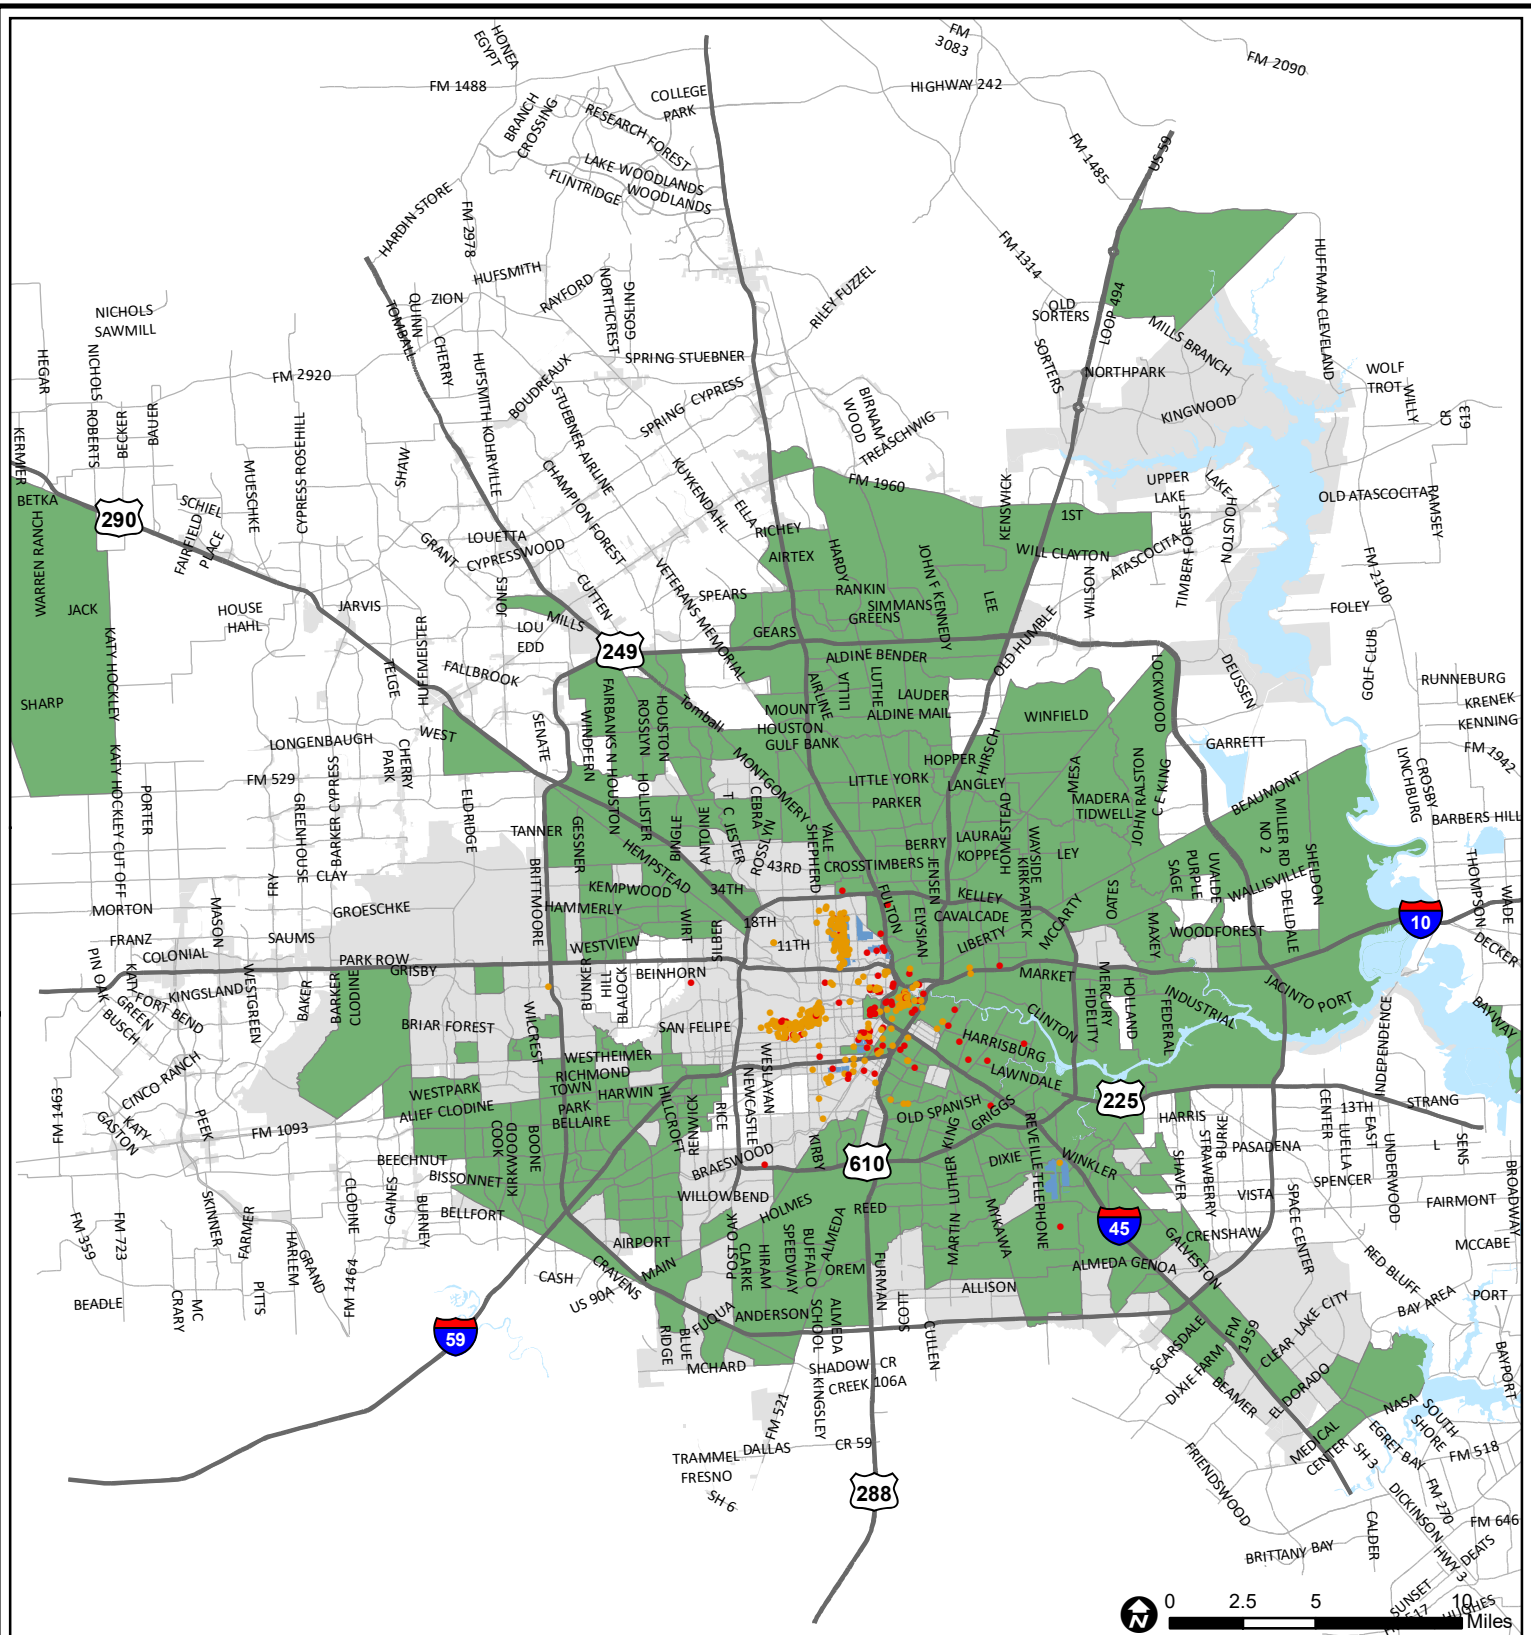 HONEA
EGYPT
FM 1488
BRANCH
CROSSING
COLLEGE
PARK
RESEARCH FOREST
LAKE WOODLANDS
WOODLANDS
FLINTRIDGE
FM
3083
FM 2090
HIGHWAY 242
FM 1485
US 59
HARDIN STORE
FM 2978
HUFSMITH
RAYFORD
NORTHCREST
GOSLING
RILEY FUZZEL
FM 1314
OLD
SORTERS
SORTERS
LOOP 494
MILLS BRANCH
HUFFMAN CLEVELAND
NICHOLS
SAWMILL
QUINN
ZION
TOMBALL
CHERRY
SPRING STUEBNER
NORTHPARK
KINGWOOD
WOLF
TROT
WILLY
CR
613
HEGAR
NICHOLS
ROBERTS
BECKER
BAUER
FM 2920
HUFSMITH KOHRVILLE
BOUDREAUX
STUEBNER AIRLINE
SPRING CYPRESS
BIRNAM
WOOD
TREASCHWIG
FM 1960
KERMIER
BETKA
290
SCHIEL
FAIRFIELD
PLACE
MUESCHKE
CYPRESS ROSEHILL
SHAW
CHAMPION FOREST
KUYKENDAHL
ELLA
RICHEY
AIRTEX
HARDY
KENSWICK
1ST
UPPER
LAKE
LAKE HOUSTON
OLD ATASCOCITA
RAMSEY
WARREN RANCH
JACK
GRANT
LOUETTA
CYPRESSWOOD
JONES
CUTTEN
VETERANS MEMORIAL
SPEARS
RANKIN
SIMMANS
GREENS
JOHN F KENNEDY
LEE
WILL CLAYTON
WILSON
ATASCOCITA
TIMBER FOREST
FM 2100
FOLEY
HOUSE
HAHL
JARVIS
HUFFMEISTER
TELGE
FALLBROOK
LOU
EDD
MILLS
249
GEARS
ALDINE BENDER
OLD HUMBLE
LOCKWOOD
DEUSSEN
GOLF CLUB
RUNNEBURG
KRENEK
KENNING
FM 1942
KATY HOCKLEY
SHARP
WEST
SENATE
WINDFERN
FAIRBANKS N HOUSTON
ROSSLYN
HOUSTON
Tomball
MOUNT
HOUSTON
GULF BANK
AIRLINE
LILLJA
LUTHE
LAUDER
ALDINE MAIL
WINFIELD
GARRETT
LONGENBAUGH
CHERRY
PARK
FM 529
GREENHOUSE
BARKER CYPRESS
KATY HOCKLEY CUT OFF
PORTER
ELDRIDGE
TANNER
GESSNER
HOLLISTER
MONTGOMERY
LITTLE YORK
PARKER
HOPPER
HIRSCH
LANGLEY
MESA
MADERA
TIDWELL
JOHN RALSTON
C E KING
BEAUMONT
MILLER RD
NO 2
SHELDON
CROSBY
LYNCHBURG
BARBERS HILL
FRY
CLAY
HEMPSTEAD
BINGLE
ANTOINE
T C JESTER
CEBRA
ROSSLYN
43RD
SHEPHERD
YALE
CROSSTIMBERS
BERRY
JENSEN
LAURA
KOPPE
HOMESTEAD
WAYSIDE
KIRKPATRICK
LEY
SAGE
PURPLE
UVALDE
WALLISVILLE
DELLDALE
THOMPSON
WADE
MORTON
MASON
GROESCHKE
BRITTMOORE
KEMPWOOD
HAMMERLY
34TH
18TH
11TH
WIRT
SILBER
FULTON
ELYSIAN
KELLEY
CAVALCADE
LIBERTY
MCCARTY
OATES
MAXEY
WOODFOREST
10
DECKER
FRANZ
COLONIAL
SAUMS
PARK ROW
GRISBY
WESTVIEW
BUNKER
HILL
BLALOCK
BEINHORN
MARKET
MERCURY
FIDELITY
HOLLAND
FEDERAL
INDUSTRIAL
JACINTO PORT
PIN OAK
KATY
KINGSLAND
FORT BEND
GREEN
BUSCH
WESTGREEN
BAKER
BARKER
CLODINE
BRIAR FOREST
WILCREST
SAN FELIPE
CLINTON
HARRISBURG
LAWNDALE
INDEPENDENCE
BAYWAY
CINCO RANCH
WESTPARK
ALIEF CLODINE
WESTHEIMER
RICHMOND
TOWN
PARK
HARWIN
BELLAIRE
HILLCROFT
RENWICK
RICE
NEWCASTLE
WESLAYAN
225
HARRIS
CENTER
13TH
STRANG
FM 1463
GASTON
KATY
PEEK
FM 1093
COOK
KIRKWOOD
BOONE
KIRBY
OLD SPANISH
KING
GRIGGS
REVEILLE
WINKLER
SHAVER
STRAWBERRY
BURKE
PASADENA
LUELLA
EAST
UNDERWOOD
L
SENS
BROADWAY
BEECHNUT
BISSONNET
BELLFORT
BRAESWOOD
WILLOWBEND
HOLMES
610
REED
DIXIE
MARTIN LUTHER
MYKAWA
TELEPHONE
VISTA
SPENCER
FAIRMONT
FM 359
FM 723
SKINNER
FARMER
HARLEM
GRAND
CLODINE
GAINES
BURNEY
AIRPORT
POST OAK
CLARKE
HIRAM
SPEEDWAY
BUFFALO
ALMEDA
OREM
FURMAN
45
CRENSHAW
GALVESTON
SPACE CENTER
RED BLUFF
MCCABE
BEADLE
MC
CRARY
PITTS
FM 1464
CASH
US 90A
CRAVENS
MAIN
ALLISON
ALMEDA GENOA
BAY AREA
PORT
59
RIDGE
BLUE
FUQUA
ANDERSON
SCHOOL
ALMEDA
SCOTT
CULLEN
SCARSDALE
FM
1959
CLEAR LAKE CITY
BAYPORT
MCHARD
SHADOW
CREEK
CR
106A
KINGSLEY
DIXIE FARM
BEAMER
EL DORADO
NASA
FM 521
TRAMMEL
FRESNO
DALLAS
CR 59
SH 6
288
MEDICAL
CENTER
SH 3
EGRET BAY
SOUTH
SHORE
FM 518
FRIENDSWOOD
FM 270
DICKINSON
HWY 3
FM 646
CALDER
BRITTANY BAY
DEATS
SUNSET
HUGHES
N
0 2.5 5 10
Miles